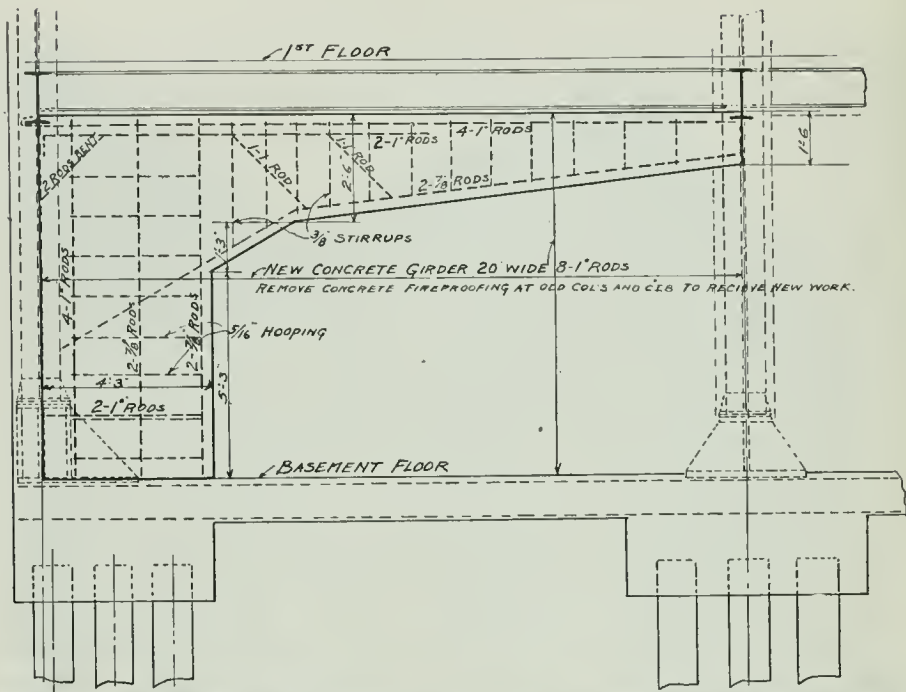 1ST FLOOR
2 RODS BENT
1-1" ROD
1-1" ROD
2'6"
2-1" RODS
4-1" RODS
2-7/8 RODS
1'6
3/8" STIRRUPS
1'3"
NEW CONCRETE GIRDER 20" WIDE 8-1" RODS
REMOVE CONCRETE FIREPROOFING AT OLD COL'S AND C.I.B TO RECIEVE NEW WORK.
4-1" RODS
2-7/8 RODS
2-7/8 RODS
5/16" HOOPING
4'3"
5'3"
2-1" RODS
BASEMENT FLOOR